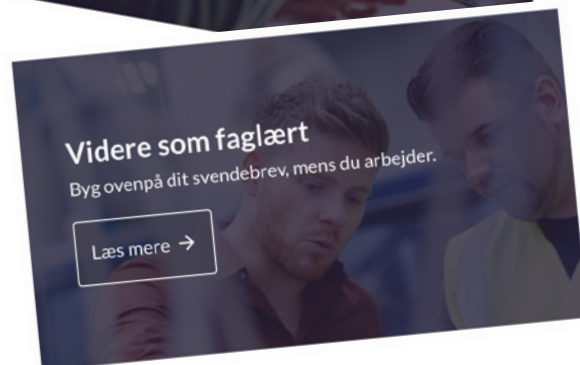 Videre som faglært
Byg ovenpå dit svendebrev, mens du arbejder.
Læs mere →